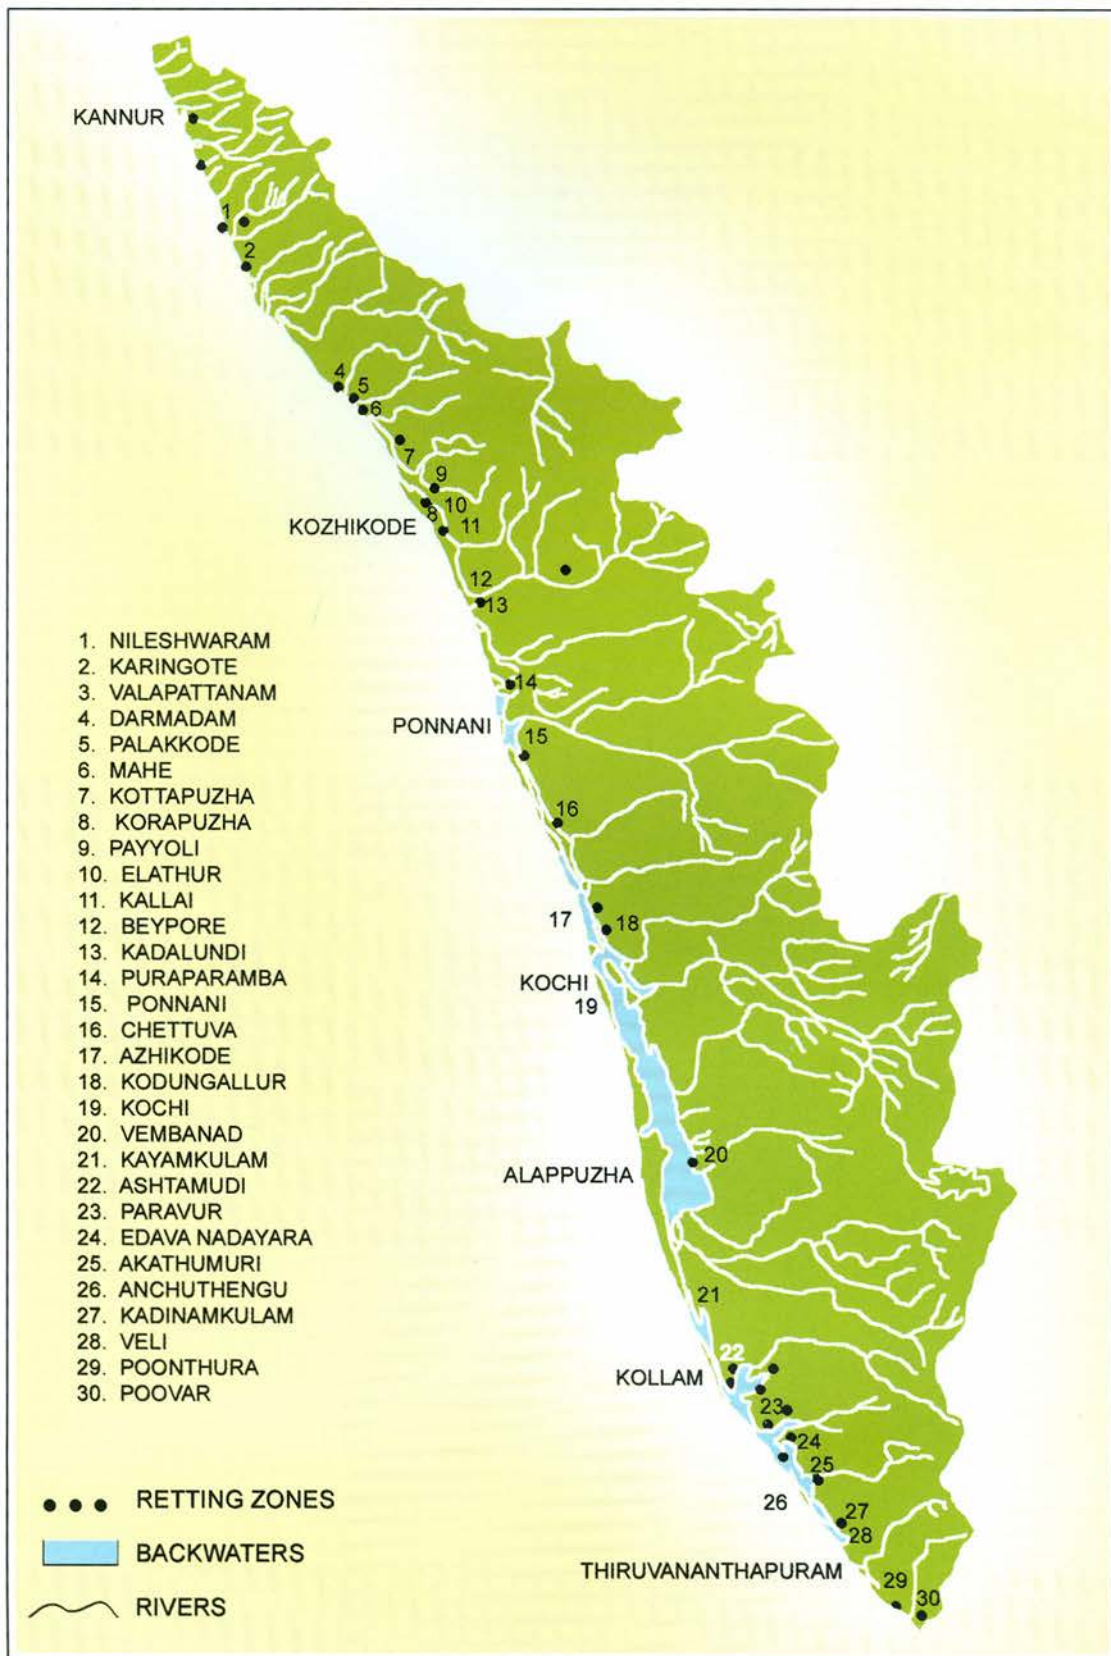 KANNUR
1
2
4
5
6
7
9
10
8
KOZHIKODE
11
12
13
14
PONNANI
15
16
17
18
KOCHI
19
20
ALAPPUZHA
21
22
KOLLAM
23
24
25
26
27
28
THIRUVANANTHAPURAM
29
30
1. NILESHWARAM
2. KARINGOTE
3. VALAPATTANAM
4. DARMADAM
5. PALAKKODE
6. MAHE
7. KOTTAPUZHA
8. KORAPUZHA
9. PAYYOLI
10. ELATHUR
11. KALLAI
12. BEYPORE
13. KADALUNDI
14. PURAPARAMBA
15. PONNANI
16. CHETTUVA
17. AZHIKODE
18. KODUNGALLUR
19. KOCHI
20. VEMBANAD
21. KAYAMKULAM
22. ASHTAMUDI
23. PARAVUR
24. EDAVA NADAYARA
25. AKATHUMURI
26. ANCHUTHENGU
27. KADINAMKULAM
28. VELI
29. POONTHURA
30. POOVAR
RETTING ZONES
BACKWATERS
RIVERS